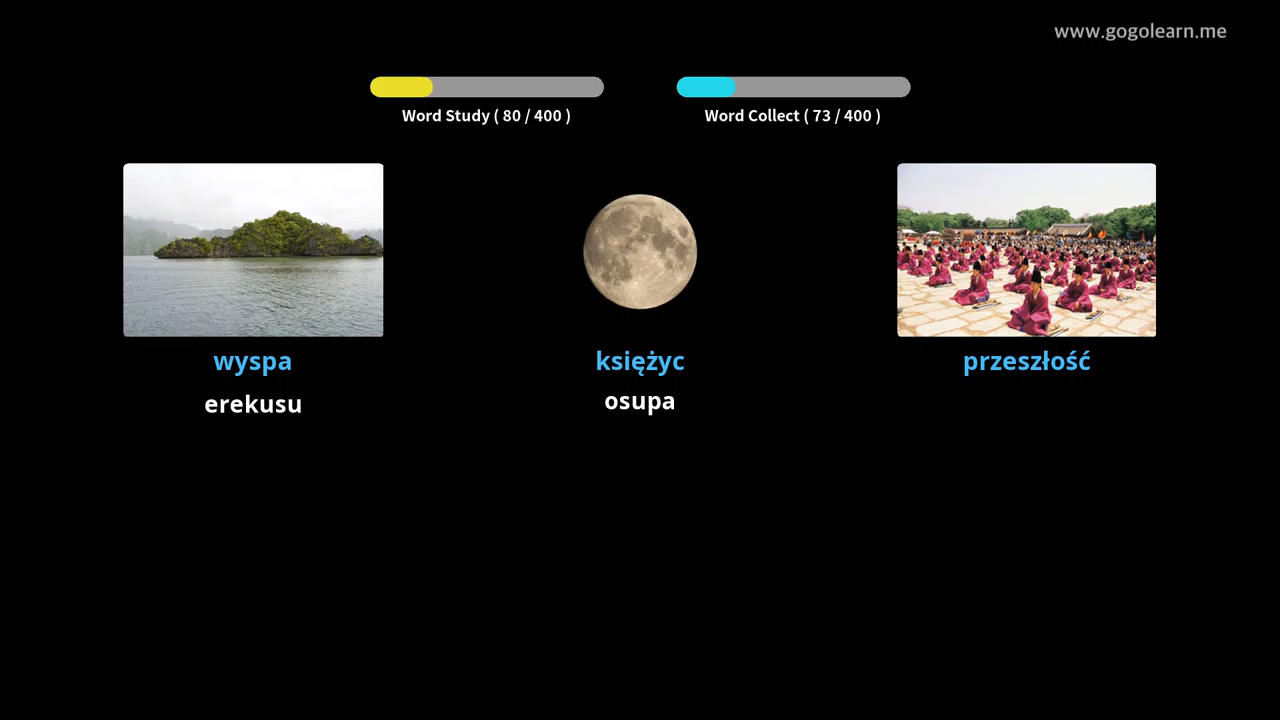 www.gogolearn.me
Word Study ( 80 / 400 )
Word Collect ( 73 / 400 )
wyspa
księżyc
przeszłość
erekusu
osupa